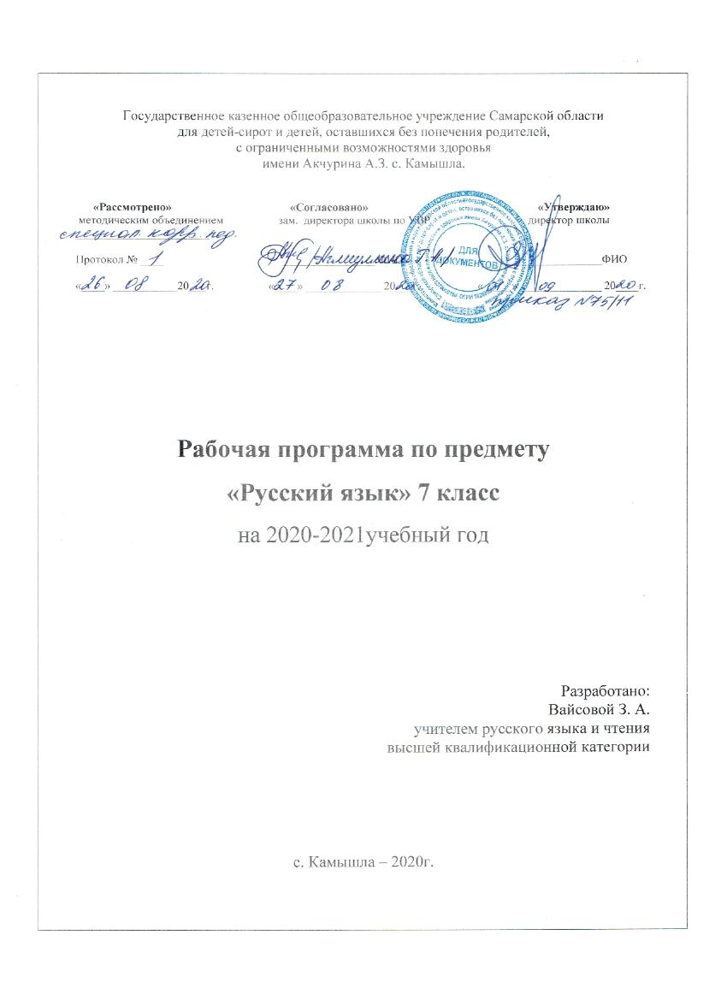 Государственное казенное общеобразовательное учреждение Самарской области
для детей-сирот и детей, оставшихся без попечения родителей,
с ограниченными возможностями здоровья
имени Акчурина А.З. с. Камышла.
«Рассмотрено» «Согласовано» «Утверждаю»
методическим объединением зам. директора школы по УВР директор школы
специал. корр. пед.
Протокол № 1 ФИО
«26» 08 2020г. «27» 08 2020 « 09 2020 г.
приказ №75/11
ДЛЯ
ДОКУМЕНТОВ
Рабочая программа по предмету
«Русский язык» 7 класс
на 2020-2021учебный год
Разработано:
Вайсовой З. А.
учителем русского языка и чтения
высшей квалификационной категории
с. Камышла – 2020г.